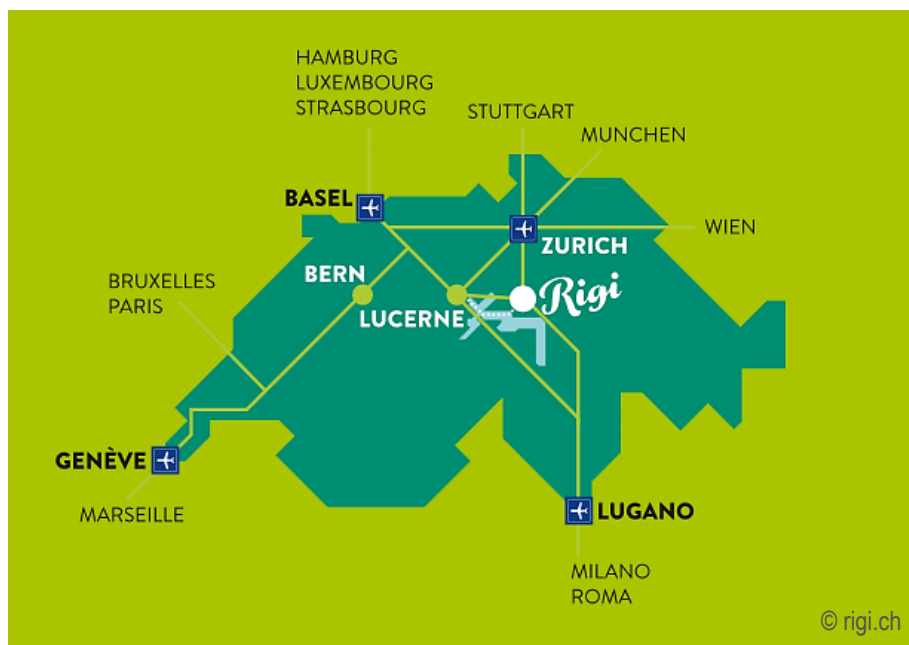 HAMBURG
LUXEMBOURG
STRASBOURG
STUTTGART
MUNCHEN
BASEL
WIEN
ZURICH
BERN
BRUXELLES
PARIS
Rigi
LUCERNE
GENÈVE
MARSEILLE
LUGANO
MILANO
ROMA
© rigi.ch